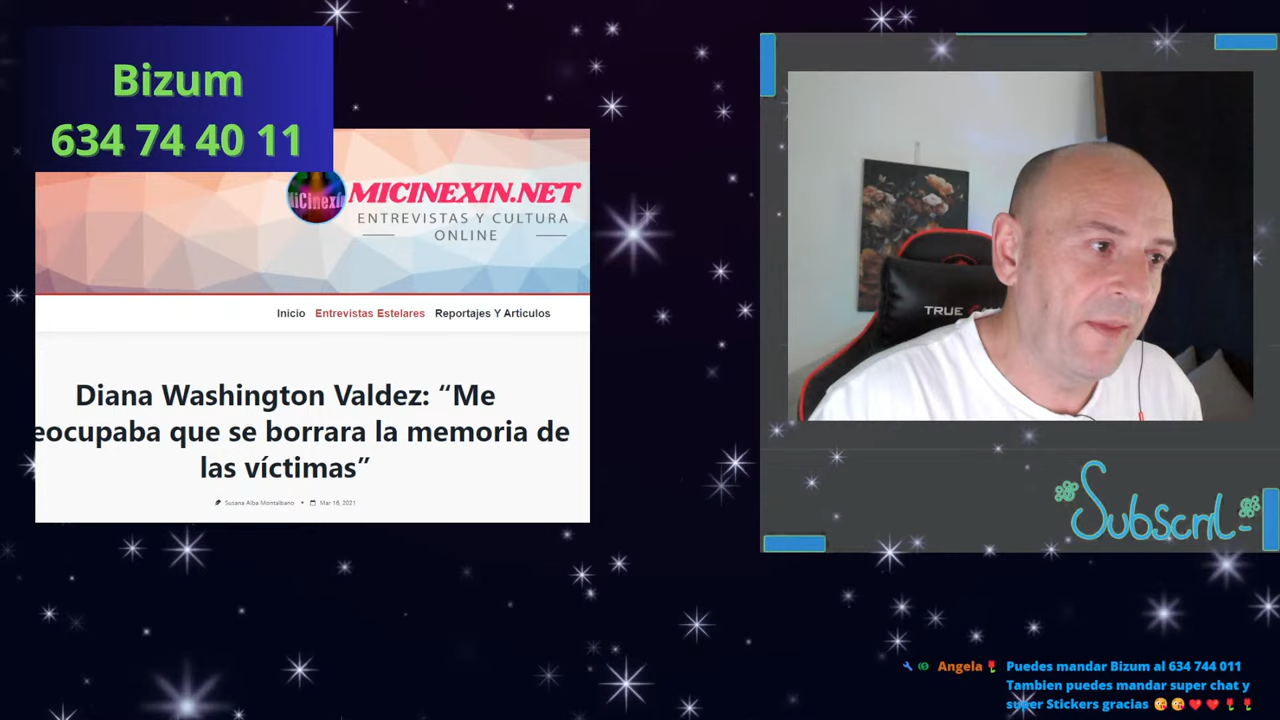 Bizum
634 74 40 11
MiCinexin
MICINEXIN.NET
ENTREVISTAS Y CULTURA
ONLINE
Inicio Entrevistas Estelares Reportajes Y Articulos
Diana Washington Valdez: “Me
eocupaba que se borrara la memoria de
las víctimas”
Susana Alba Montalbano • Mar 16, 2021
TRUE
Subscri
Angela Puedes mandar Bizum al 634 744 011
Tambien puedes mandar super chat y
super Stickers gracias 😘😘❤️❤️🌹🌹